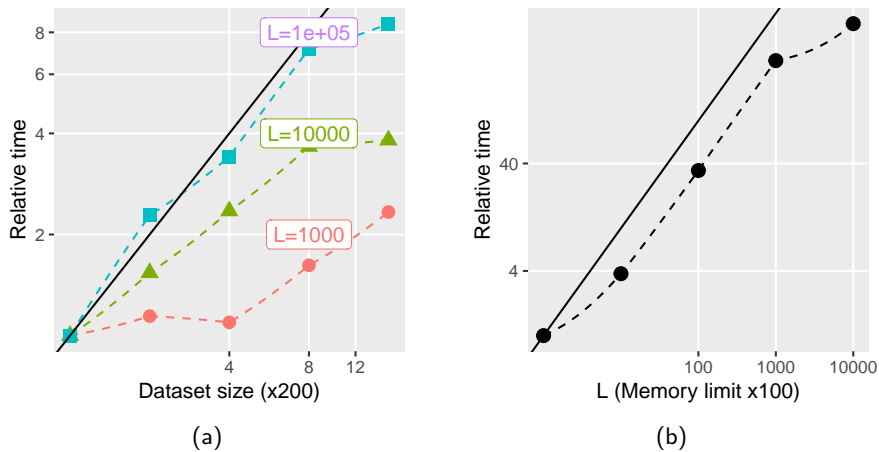 8
6
4
2
L=1e+05
L=10000
L=1000
4 8 12
Relative time
Dataset size (x200)
(a)
40
4
100 1000 10000
Relative time
L (Memory limit x100)
(b)